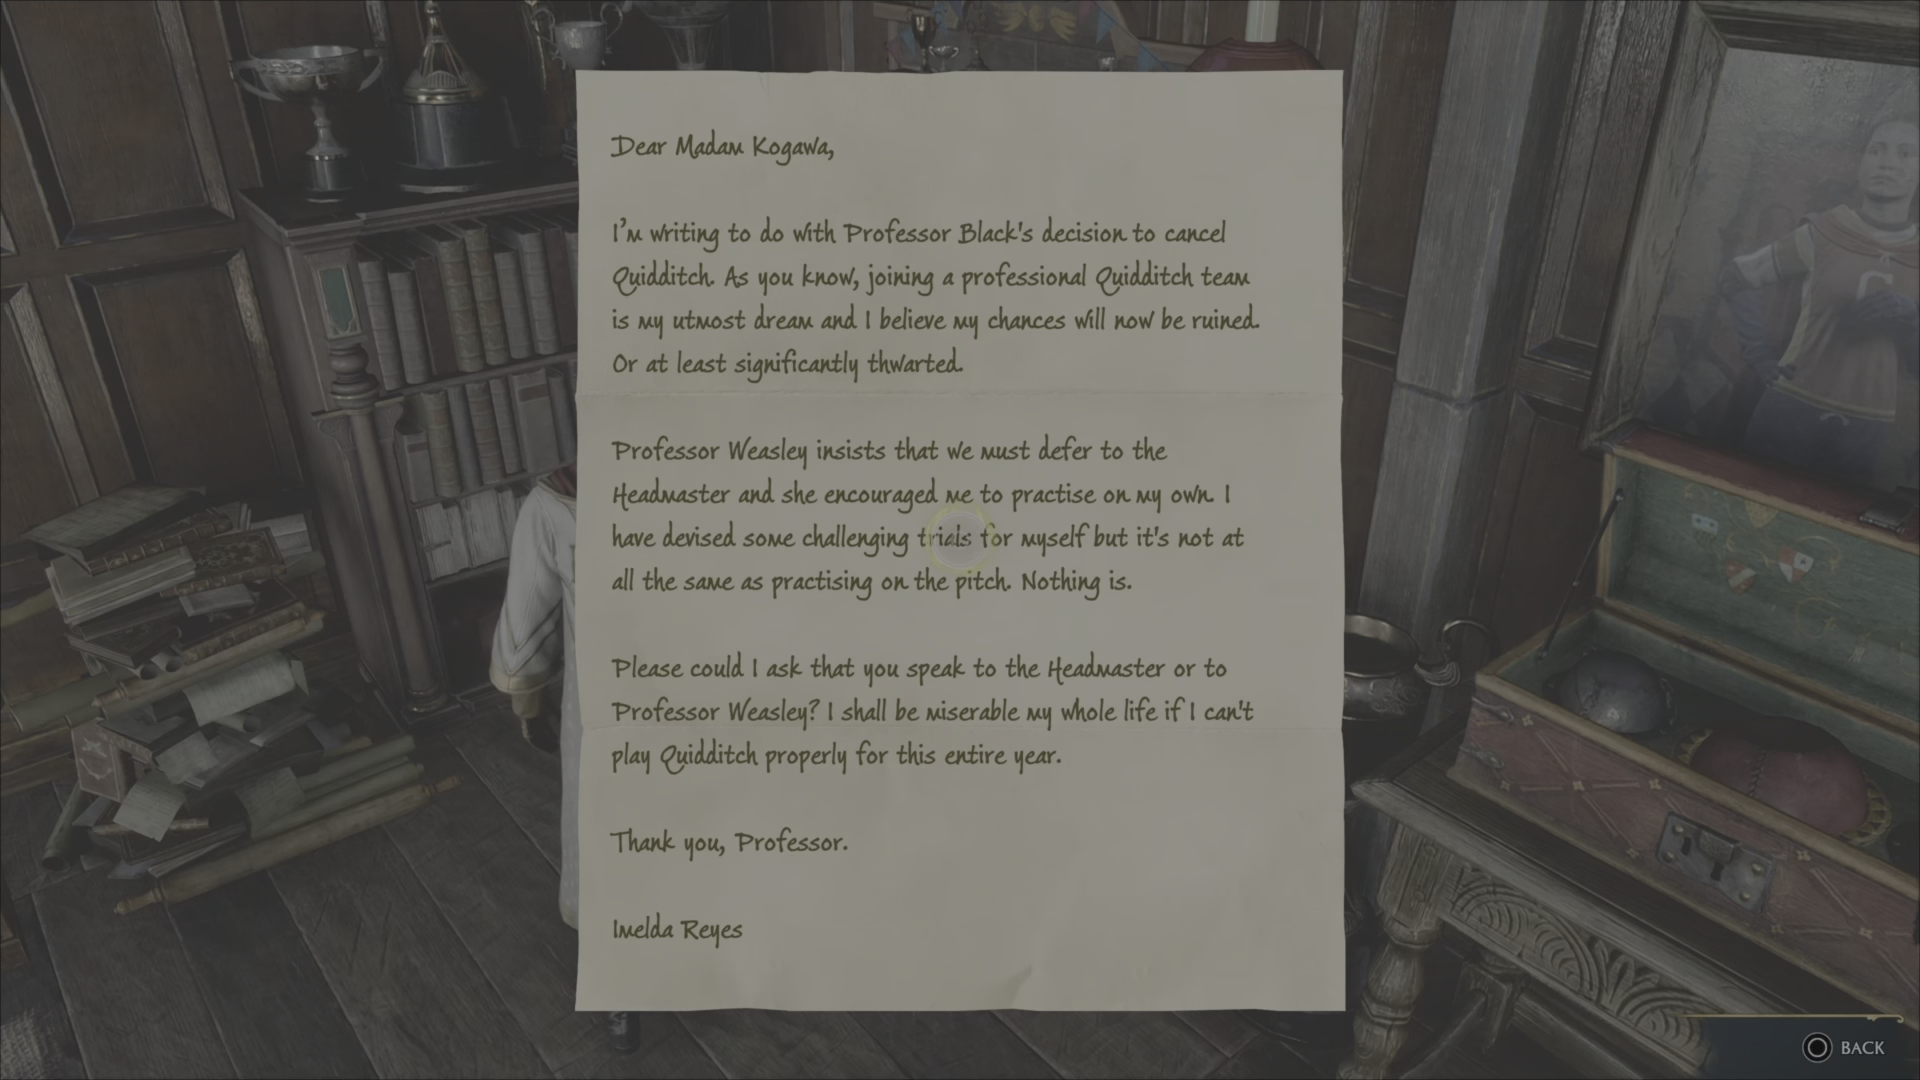 Dear Madam Kogawa,
I'm writing to do with Professor Black's decision to cancel
Quidditch. As you know, joining a professional Quidditch team
is my utmost dream and I believe my chances will now be ruined.
Or at least significantly thwarted.
Professor Weasley insists that we must defer to the
Headmaster and she encouraged me to practise on my own. I
have devised some challenging trials for myself but it's not at
all the same as practising on the pitch. Nothing is.
Please could I ask that you speak to the Headmaster or to
Professor Weasley? I shall be miserable my whole life if I can't
play Quidditch properly for this entire year.
Thank you, Professor.
Imelda Reyes
BACK